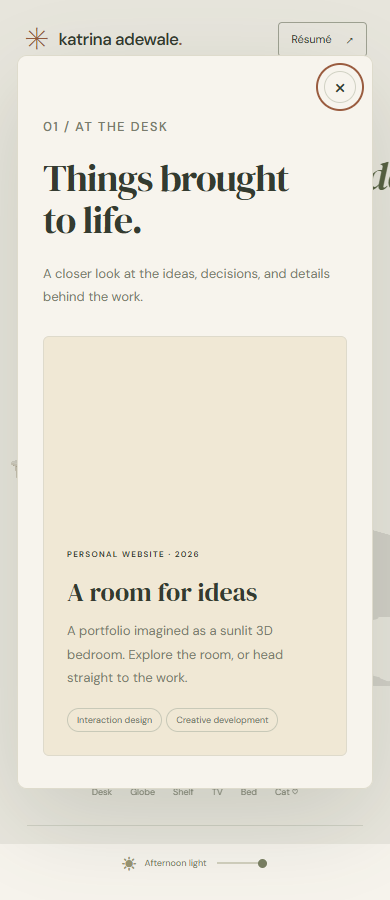 katrina adewale.
Résumé ↗
×
01 / AT THE DESK
Things brought
to life.
A closer look at the ideas, decisions, and details
behind the work.
PERSONAL WEBSITE · 2026
A room for ideas
A portfolio imagined as a sunlit 3D
bedroom. Explore the room, or head
straight to the work.
Interaction design Creative development
Desk Globe Shelf TV Bed Cat
Afternoon light